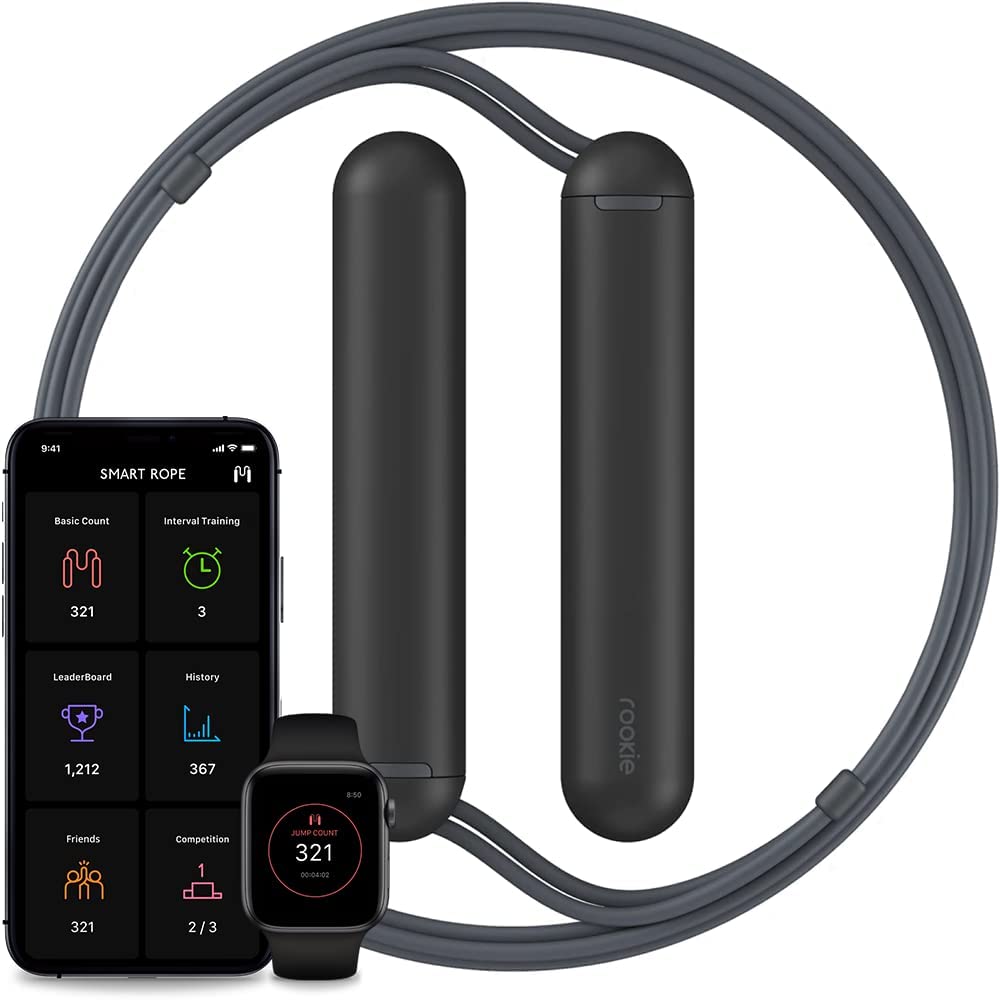 rookie
9:41
SMART ROPE
Basic Count
321
Interval Training
3
LeaderBoard
1,212
History
367
Friends
321
Competition
1
2 / 3
8:50
JUMP COUNT
321
00:04:02